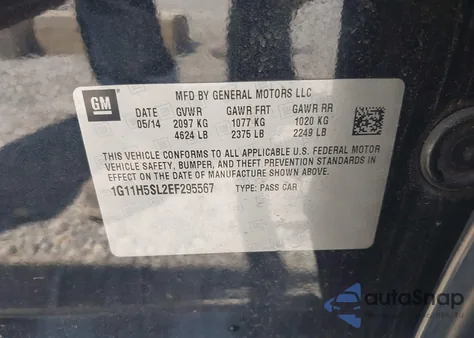 GM
MFD BY GENERAL MOTORS LLC
DATE GVWR GAWR FRT GAWR RR
05/14 2097 KG 1077 KG 1020 KG
4624 LB 2375 LB 2249 LB
THIS VEHICLE CONFORMS TO ALL APPLICABLE U.S. FEDERAL MOTOR
VEHICLE SAFETY, BUMPER, AND THEFT PREVENTION STANDARDS
IN EFFECT ON THE DATE OF MANUFACTURE SHOWN ABOVE.
1G11H5SL2EF295567 TYPE: PASS CAR
autoSnap